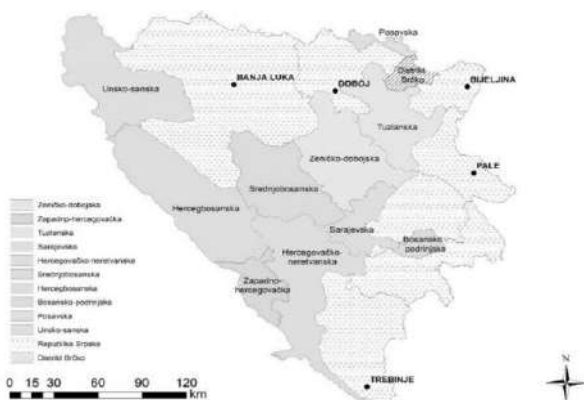 Posavska
Distrikt
Brčko
BANJA LUKA
DOBOJ
BIJELJINA
Unsko-sanska
Tuzlanska
Zeničko-dobojska
PALE
Srednjobosanska
Hercegbosanska
Sarajevska
Bosansko
podrinjska
Hercegovačko-
neretvanska
Zapadno-
hercegovačka
TREBINJE
Zeničko-dobojska
Zapadno-hercegovačka
Tuzlanska
Sarajevska
Hercegovačko-neretvanska
Srednjobosanska
Hercegbosanska
Bosansko-podrinjska
Posavska
Unsko-sanska
Republika Srpska
Distrikt Brčko
0 15 30 60 90 120
km
N